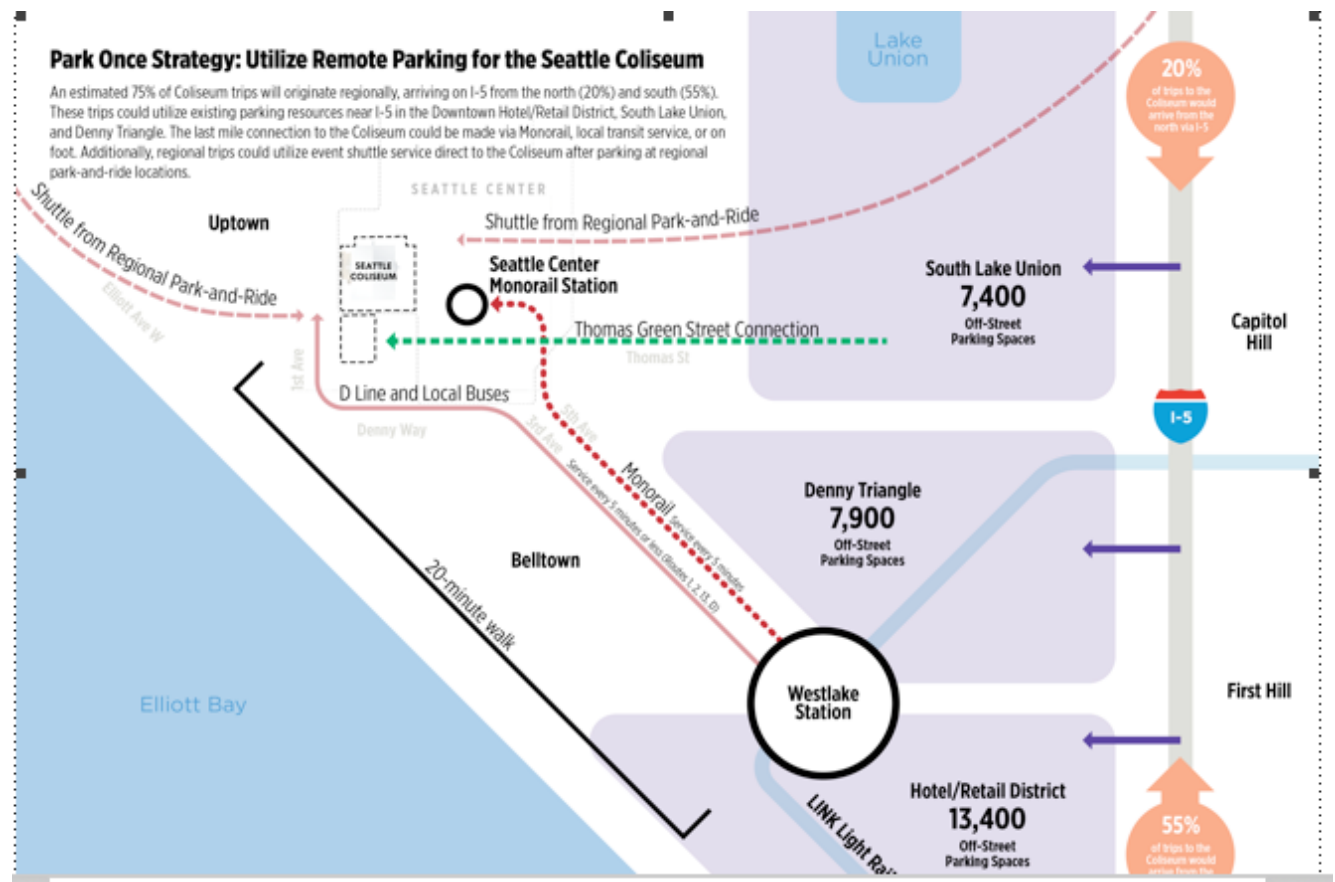 Park Once Strategy: Utilize Remote Parking for the Seattle Coliseum
An estimated 75% of Coliseum trips will originate regionally, arriving on I-5 from the north (20%) and south (55%).
These trips could utilize existing parking resources near I-5 in the Downtown Hotel/Retail District, South Lake Union,
and Denny Triangle. The last mile connection to the Coliseum could be made via Monorail, local transit service, or on
foot. Additionally, regional trips could utilize event shuttle service direct to the Coliseum after parking at regional
park-and-ride locations.
Lake
Union
20%
of trips to the
Coliseum would
arrive from the
north via I-5
SEATTLE CENTER
Shuttle from Regional Park-and-Ride
Uptown
Shuttle from Regional Park-and-Ride
SEATTLE
COLISEUM
Seattle Center
Monorail Station
South Lake Union
7,400
Off-Street
Parking Spaces
Elliott Ave W
Thomas Green Street Connection
Thomas St
Capitol
Hill
1st Ave
D Line and Local Buses
Denny Way
3rd Ave
5th Ave
I-5
Monorail Service every 5 minutes
Service every 5 minutes or less (Routes 1, 2, 13, D)
Denny Triangle
7,900
Off-Street
Parking Spaces
Belltown
20-minute walk
Westlake
Station
First Hill
Elliott Bay
Hotel/Retail District
13,400
Off-Street
Parking Spaces
LINK Light Rail
55%
of trips to the
Coliseum would
arrive from the